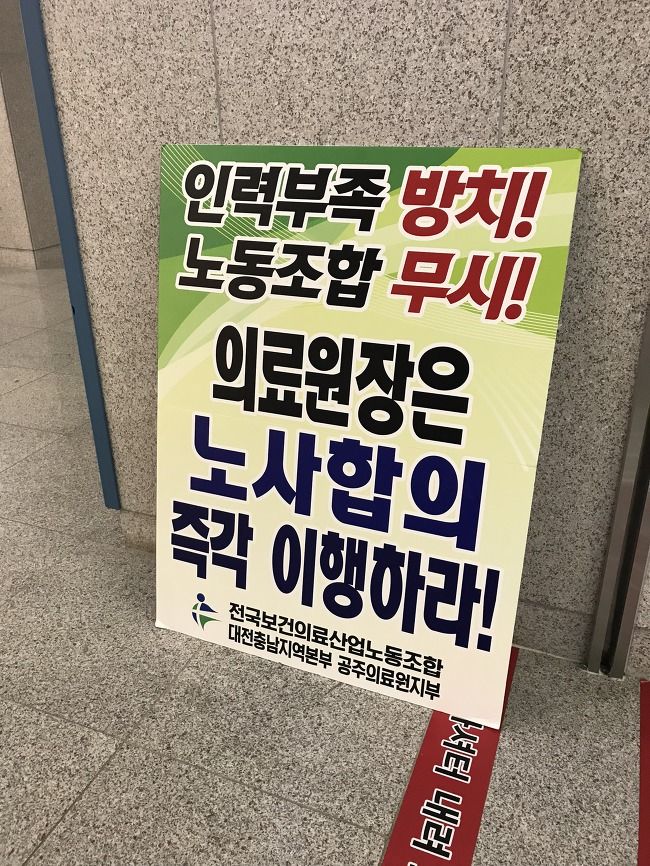 인력부족 방치!
노동조합 무시!
의료원장은
노사합의
즉각 이행하라!
전국보건의료산업노동조합
대전충남지역본부 공주의료원지부
내려